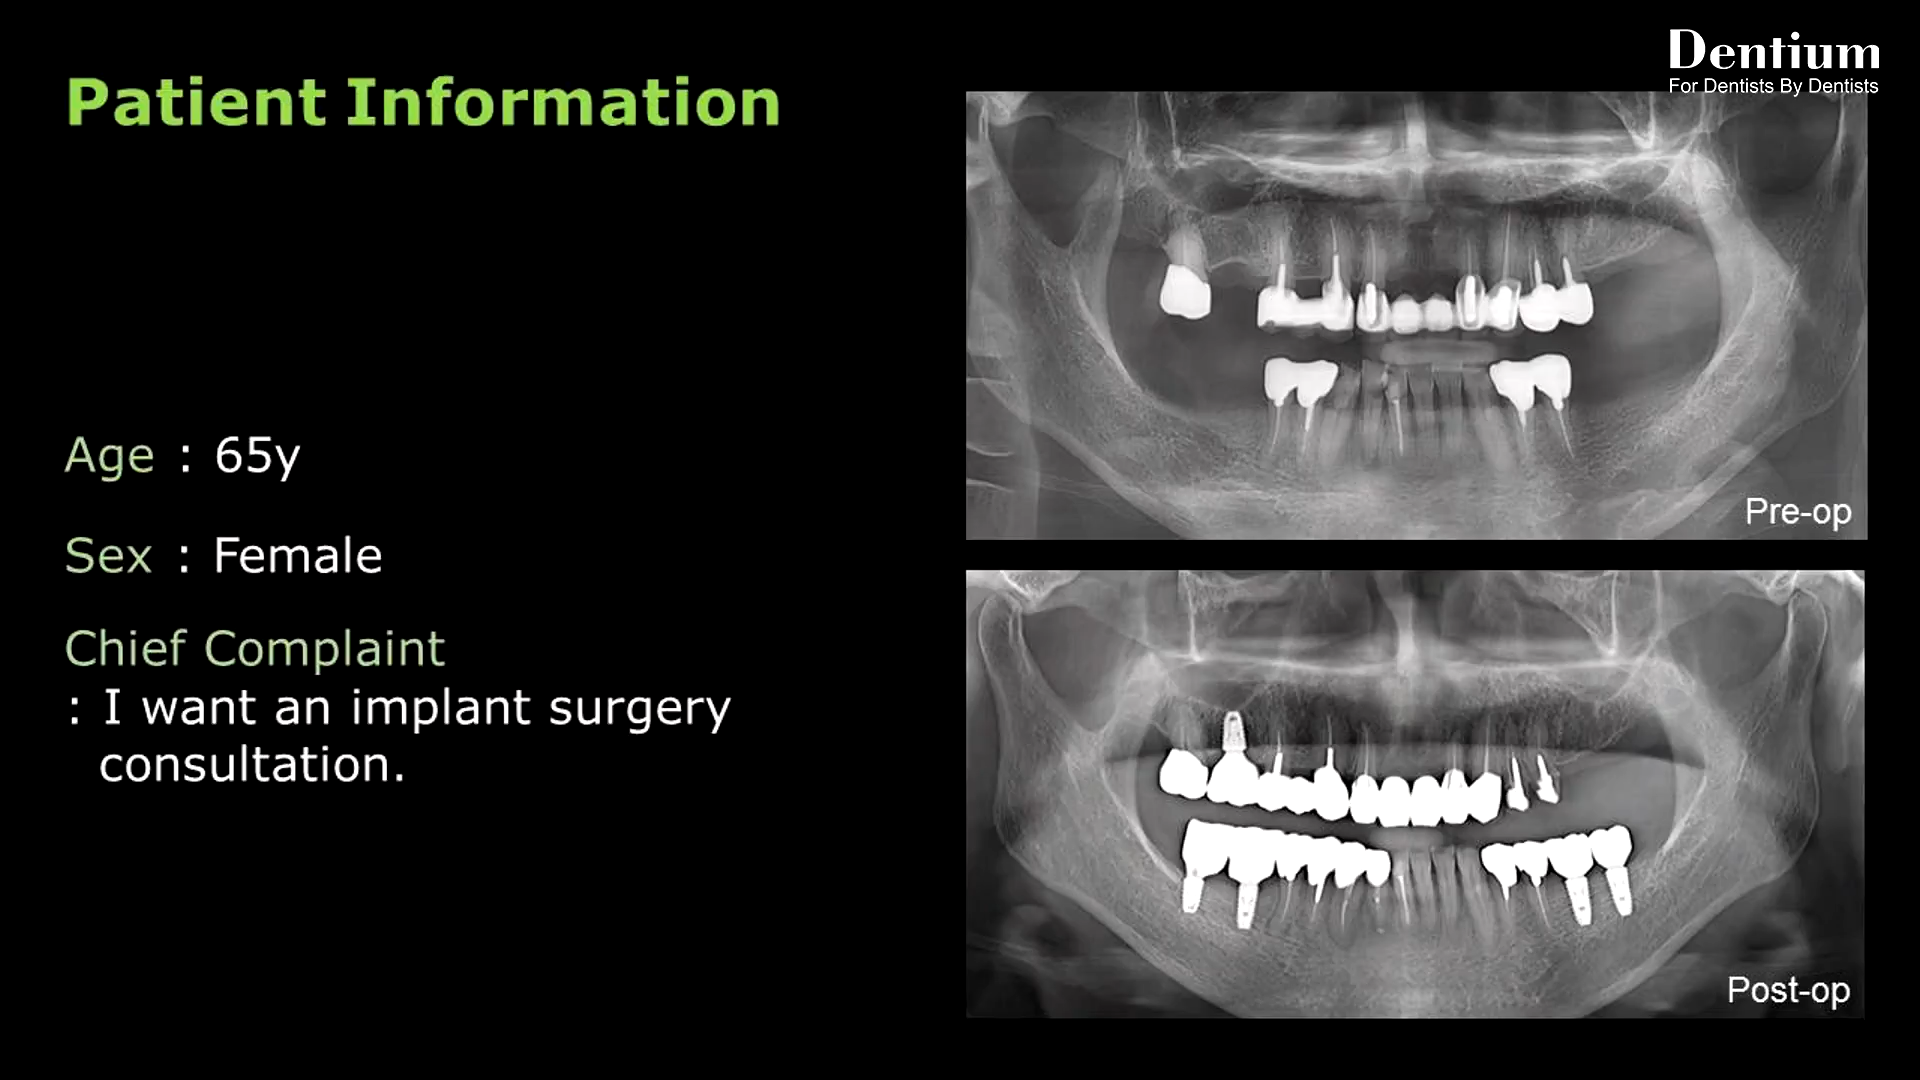 Dentium
For Dentists By Dentists
Patient Information
Age : 65y
Sex : Female
Chief Complaint
: I want an implant surgery
consultation.
Pre-op
Post-op